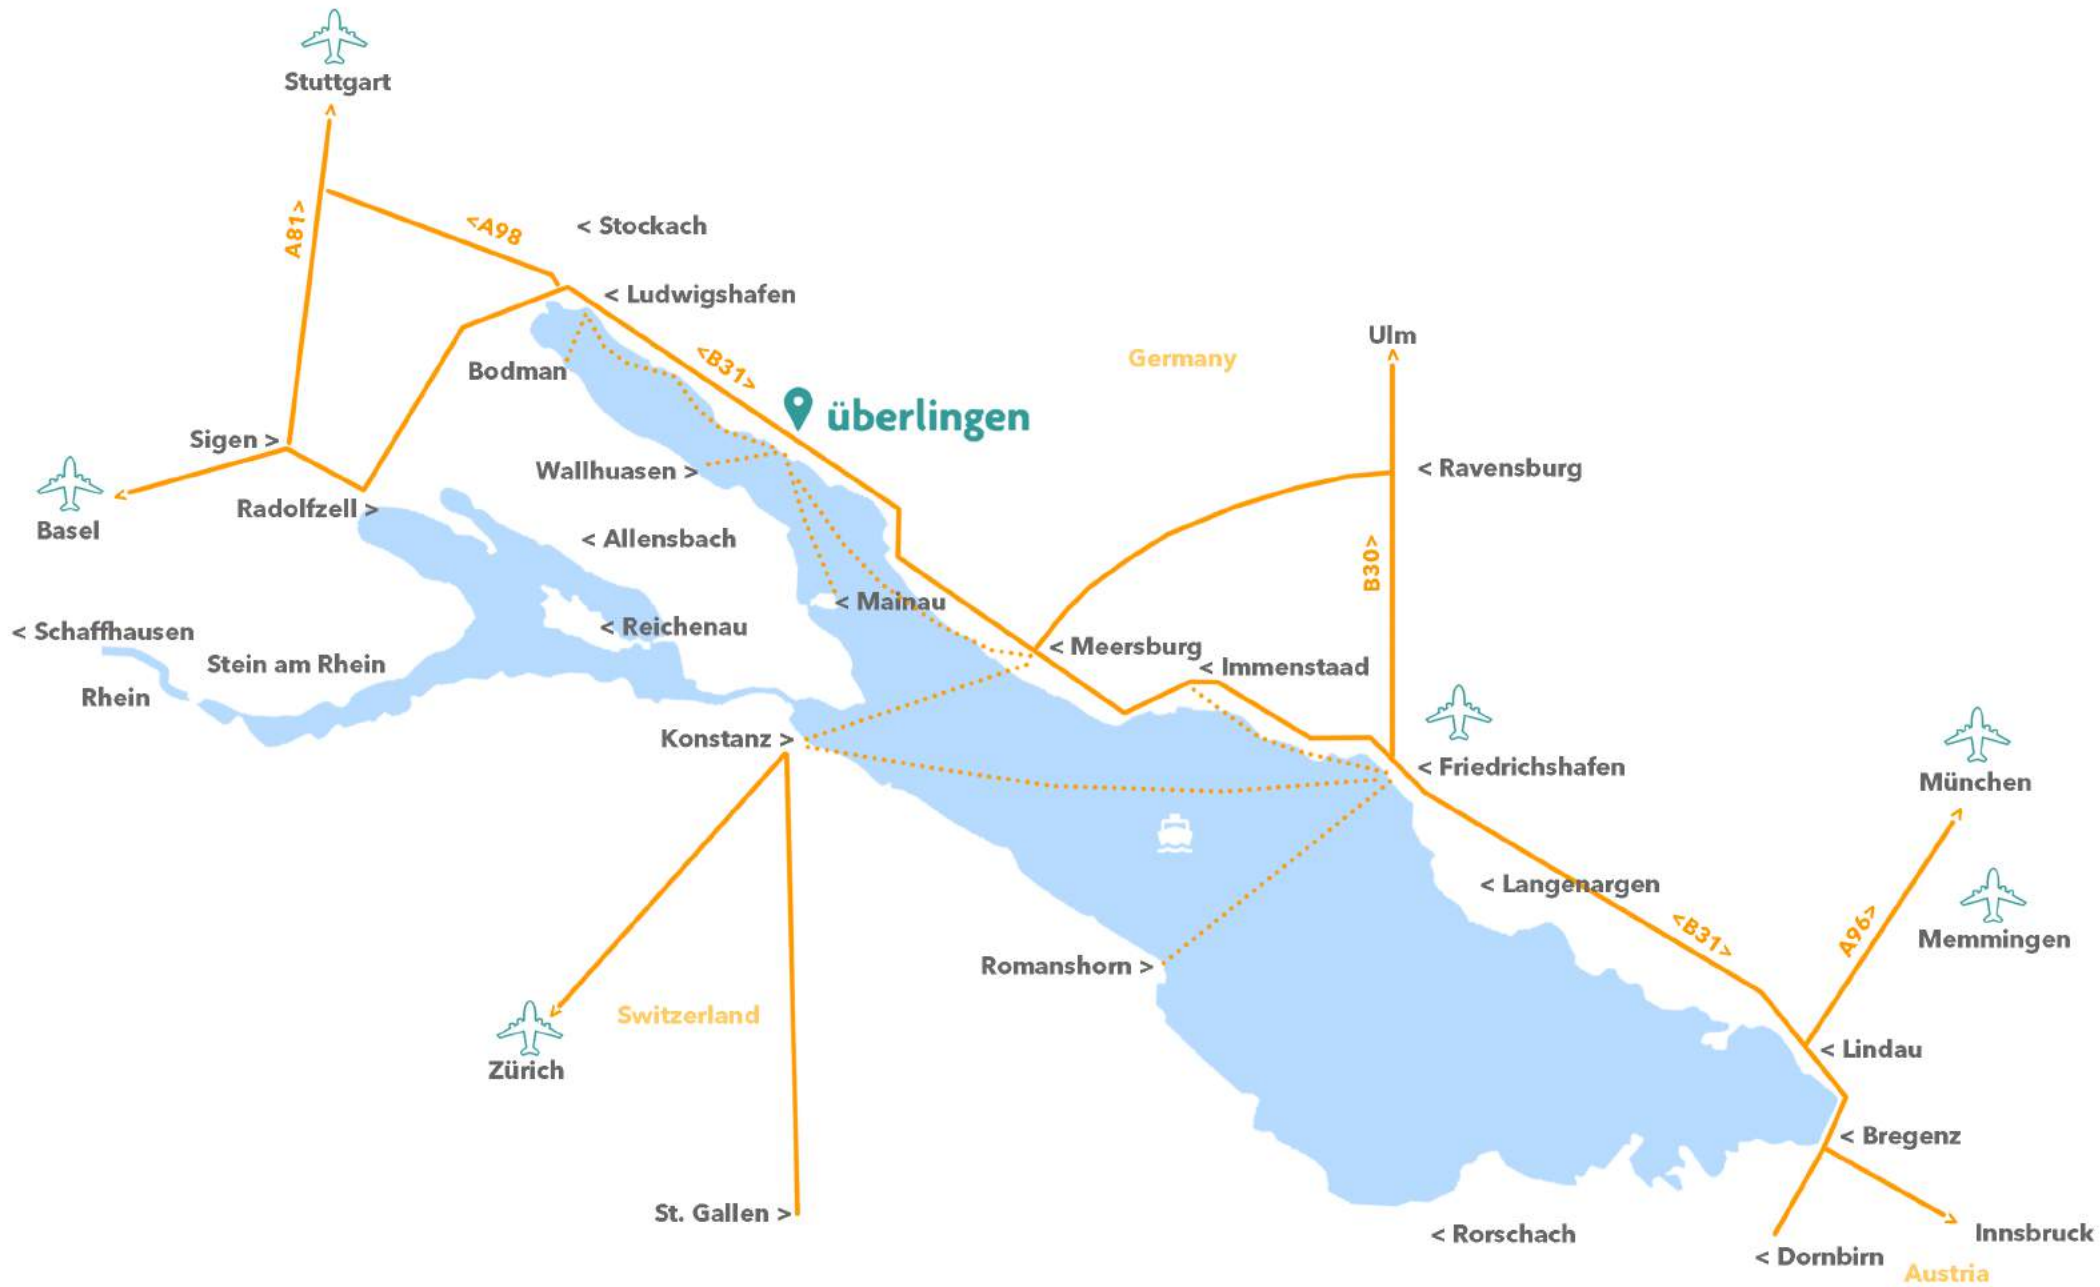 Stuttgart
A81>
<A98
< Stockach
< Ludwigshafen
<B31>
Bodman
Germany
Ulm
überlingen
Sigen >
Wallhuasen >
< Ravensburg
Basel
Radolfzell >
< Allensbach
B30>
< Mainau
< Schaffhausen
< Reichenau
Stein am Rhein
< Meersburg
< Immenstaad
Rhein
Konstanz >
< Friedrichshafen
München
< Langenargen
<B31>
A96>
Memmingen
Romanshorn >
Switzerland
Zürich
< Lindau
< Bregenz
St. Gallen >
< Rorschach
Innsbruck
< Dornbirn
Austria